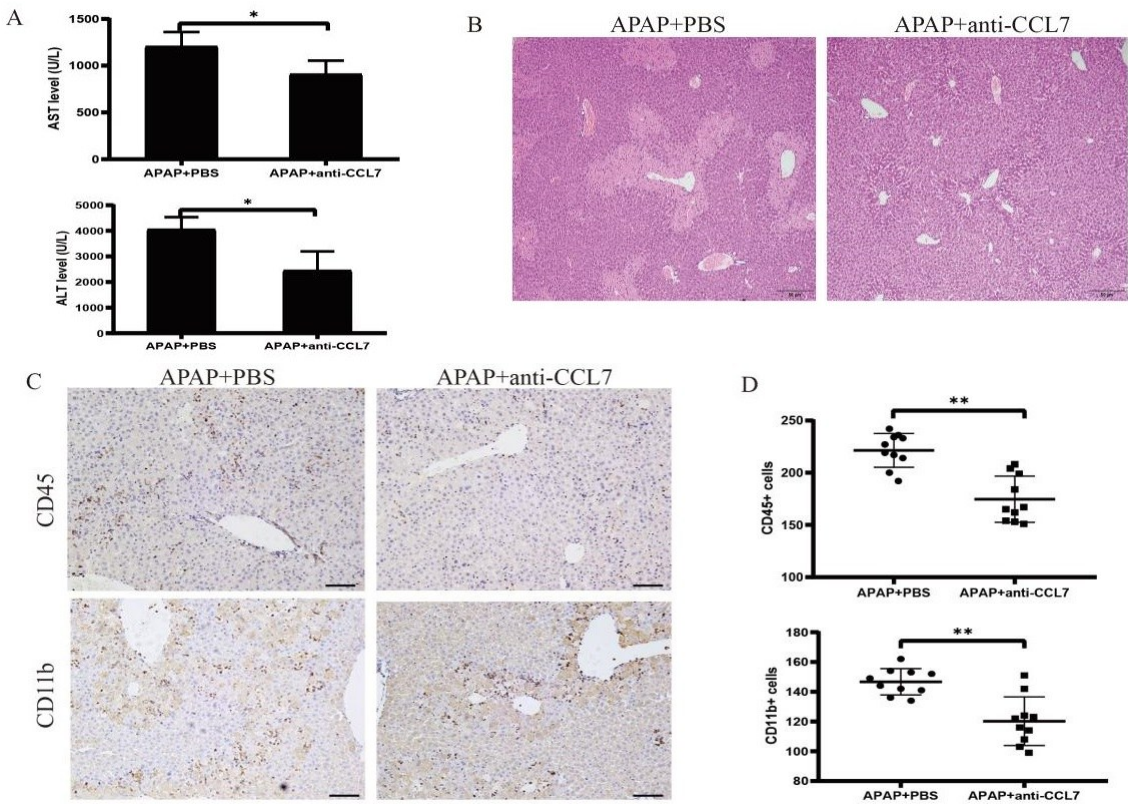 A
1500
1000
500
0
AST level (U/L)
*
APAP+PBS
APAP+anti-CCL7
5000
4000
3000
2000
1000
0
ALT level (U/L)
*
APAP+PBS
APAP+anti-CCL7
B
APAP+PBS
APAP+anti-CCL7
C
APAP+PBS
APAP+anti-CCL7
CD45
CD11b
D
250
200
150
100
CD45+ cells
**
APAP+PBS
APAP+anti-CCL7
180
160
140
120
100
80
CD11b+ cells
**
APAP+PBS
APAP+anti-CCL7